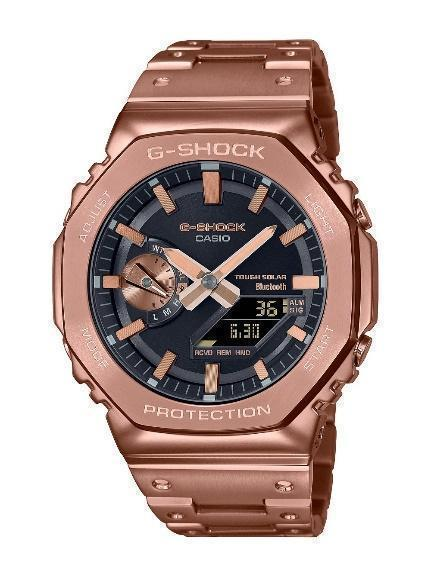 G-SHOCK
ADJUST
LIGHT
G-SHOCK
CASIO
TOUGH SOLAR
Bluetooth
36
ALM
SIG
6.30
RCVD REM HND
MODE
START
PROTECTION